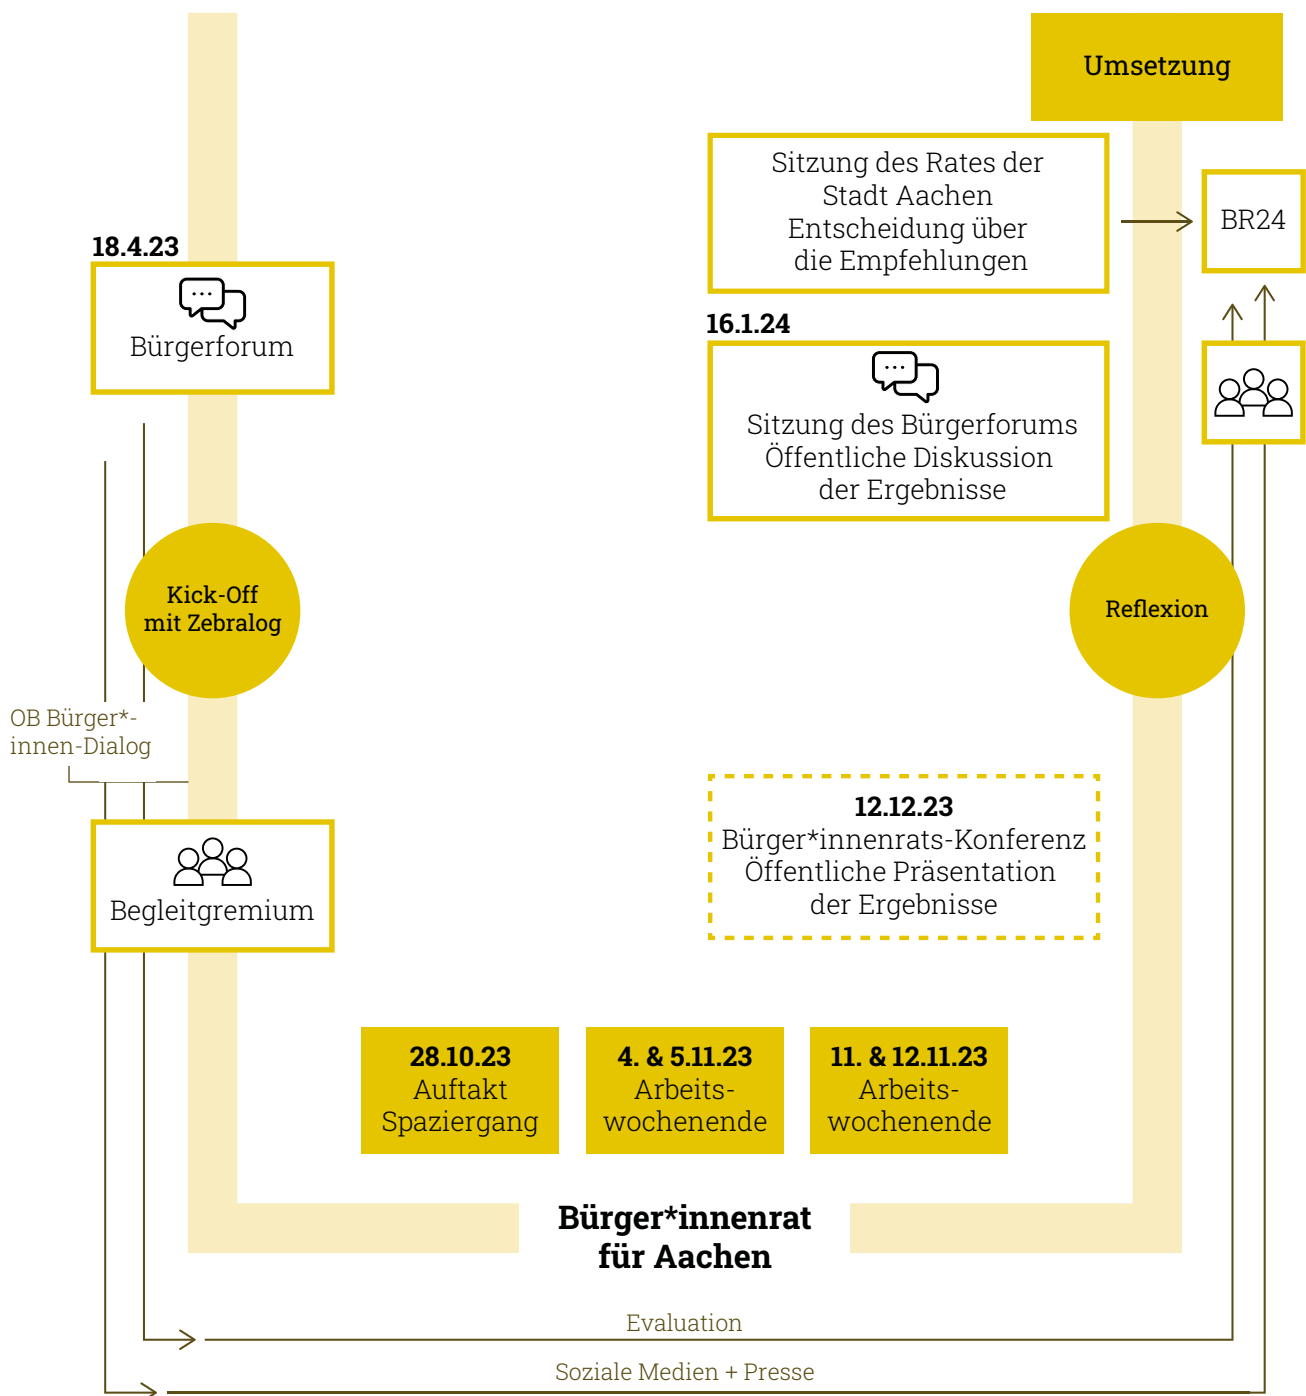 18.4.23
Bürgerforum
Kick-Off
mit Zebralog
OB Bürger*-
innen-Dialog
Begleitgremium
28.10.23
Auftakt
Spaziergang
4. & 5.11.23
Arbeits-
wochenende
11. & 12.11.23
Arbeits-
wochenende
Bürger*innenrat
für Aachen
12.12.23
Bürger*innenrats-Konferenz
Öffentliche Präsentation
der Ergebnisse
Reflexion
16.1.24
Sitzung des Bürgerforums
Öffentliche Diskussion
der Ergebnisse
Sitzung des Rates der
Stadt Aachen
Entscheidung über
die Empfehlungen
BR24
Umsetzung
Evaluation
Soziale Medien + Presse